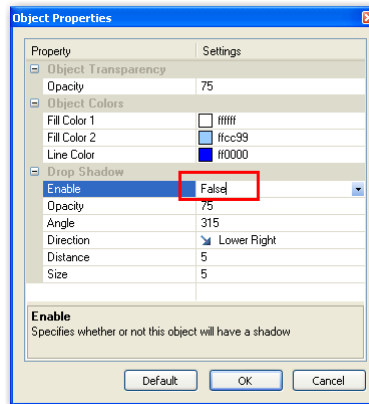 Object Properties
Property Settings
Object Transparency
Opacity 75
Object Colors
Fill Color 1 ffffff
Fill Color 2 ffcc99
Line Color ff0000
Drop Shadow
Enable False
Opacity 75
Angle 315
Direction Lower Right
Distance 5
Size 5
Enable
Specifies whether or not this object will have a shadow
Default OK Cancel